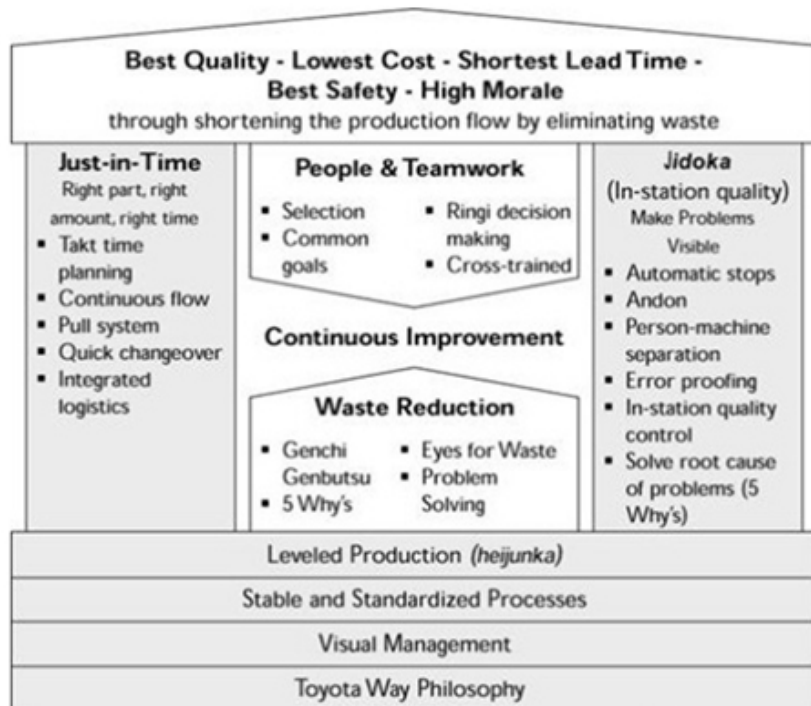 Best Quality - Lowest Cost - Shortest Lead Time -
Best Safety - High Morale
through shortening the production flow by eliminating waste
Just-in-Time
Right part, right
amount, right time
▪ Takt time
planning
▪ Continuous flow
▪ Pull system
▪ Quick changeover
▪ Integrated
logistics
People & Teamwork
▪ Selection
▪ Common
goals
▪ Ringi decision
making
▪ Cross-trained
Continuous Improvement
Waste Reduction
▪ Genchi
Genbutsu
▪ 5 Why's
▪ Eyes for Waste
▪ Problem
Solving
Jidoka
(In-station quality)
Make Problems
Visible
▪ Automatic stops
▪ Andon
▪ Person-machine
separation
▪ Error proofing
▪ In-station quality
control
▪ Solve root cause
of problems (5
Why's)
Leveled Production (heijunka)
Stable and Standardized Processes
Visual Management
Toyota Way Philosophy